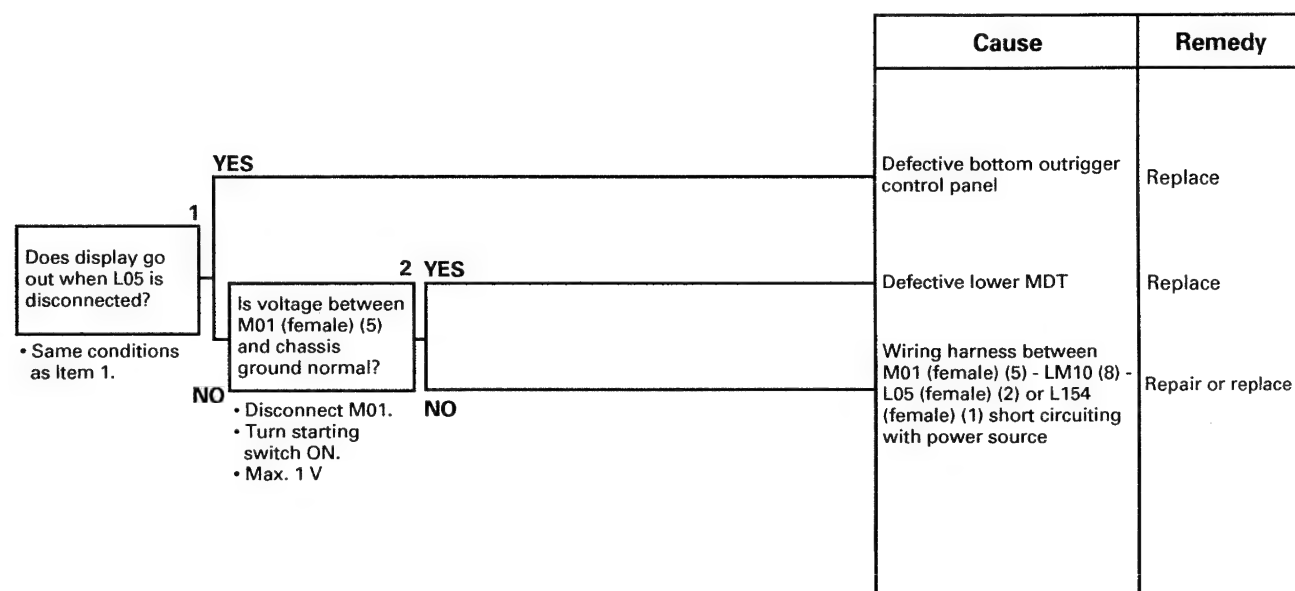 Cause
Remedy
YES
Defective bottom outrigger
control panel
Replace
1
Does display go
out when L05 is
disconnected?
• Same conditions
as Item 1.
2 YES
Defective lower MDT
Replace
Is voltage between
M01 (female) (5)
and chassis
ground normal?
NO
• Disconnect M01.
• Turn starting
switch ON.
• Max. 1 V
NO
Wiring harness between
M01 (female) (5) - LM10 (8) -
L05 (female) (2) or L154
(female) (1) short circuiting
with power source
Repair or replace